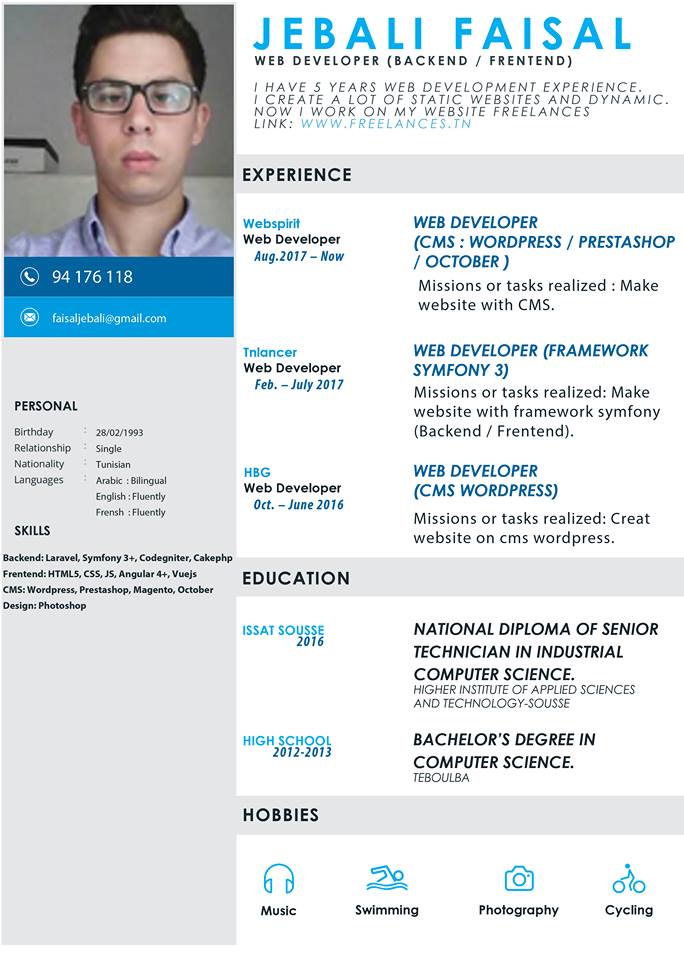 JEBALI FAISAL
WEB DEVELOPER (BACKEND / FRENTEND)
I HAVE 5 YEARS WEB DEVELOPMENT EXPERIENCE.
I CREATE A LOT OF STATIC WEBSITES AND DYNAMIC.
NOW I WORK ON MY WEBSITE FREELANCES
LINK: WWW.FREELANCES.TN
94 176 118
faisaljebali@gmail.com
PERSONAL
Birthday : 28/02/1993
Relationship : Single
Nationality : Tunisian
Languages : Arabic : Bilingual
English : Fluently
Frensh : Fluently
SKILLS
Backend: Laravel, Symfony 3+, Codegniter, Cakephp
Frentend: HTML5, CSS, JS, Angular 4+, Vuejs
CMS: Wordpress, Prestashop, Magento, October
Design: Photoshop
EXPERIENCE
Webspirit
Web Developer
Aug.2017 – Now
WEB DEVELOPER
(CMS : WORDPRESS / PRESTASHOP
/ OCTOBER )
Missions or tasks realized : Make
website with CMS.
Tnlancer
Web Developer
Feb. – July 2017
WEB DEVELOPER (FRAMEWORK
SYMFONY 3)
Missions or tasks realized: Make
website with framework symfony
(Backend / Frentend).
HBG
Web Developer
Oct. – June 2016
WEB DEVELOPER
(CMS WORDPRESS)
Missions or tasks realized: Creat
website on cms wordpress.
EDUCATION
ISSAT SOUSSE
2016
NATIONAL DIPLOMA OF SENIOR
TECHNICIAN IN INDUSTRIAL
COMPUTER SCIENCE.
HIGHER INSTITUTE OF APPLIED SCIENCES
AND TECHNOLOGY-SOUSSE
HIGH SCHOOL
2012-2013
BACHELOR'S DEGREE IN
COMPUTER SCIENCE.
TEBOULBA
HOBBIES
Music
Swimming
Photography
Cycling